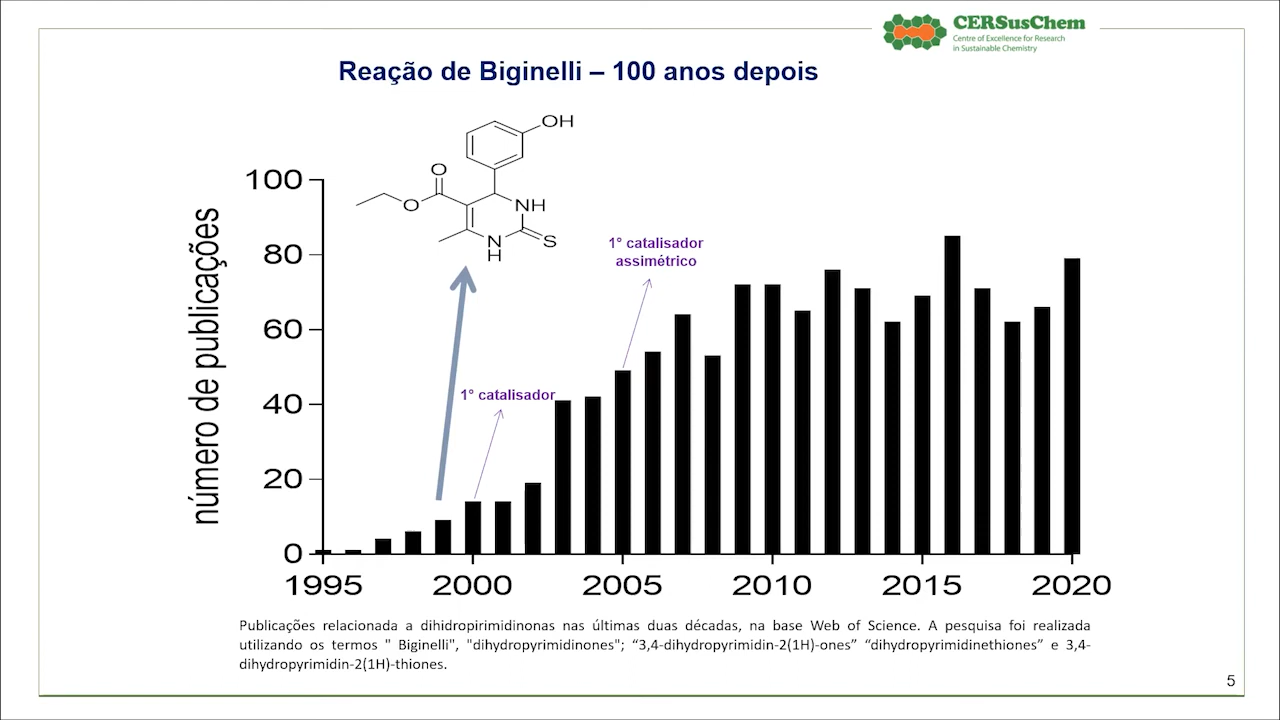 CERSusChem
Centre of Excellence for Research
in Sustainable Chemistry
Reação de Biginelli – 100 anos depois
OH
O
O
NH
N
H
S
número de publicações
100
80
60
40
20
0
1° catalisador
assimétrico
1° catalisador
1995 2000 2005 2010 2015 2020
Publicações relacionada a dihidropirimidinonas nas últimas duas décadas, na base Web of Science. A pesquisa foi realizada
utilizando os termos " Biginelli", "dihydropyrimidinones"; “3,4-dihydropyrimidin-2(1H)-ones” “dihydropyrimidinethiones” e 3,4-
dihydropyrimidin-2(1H)-thiones.
5